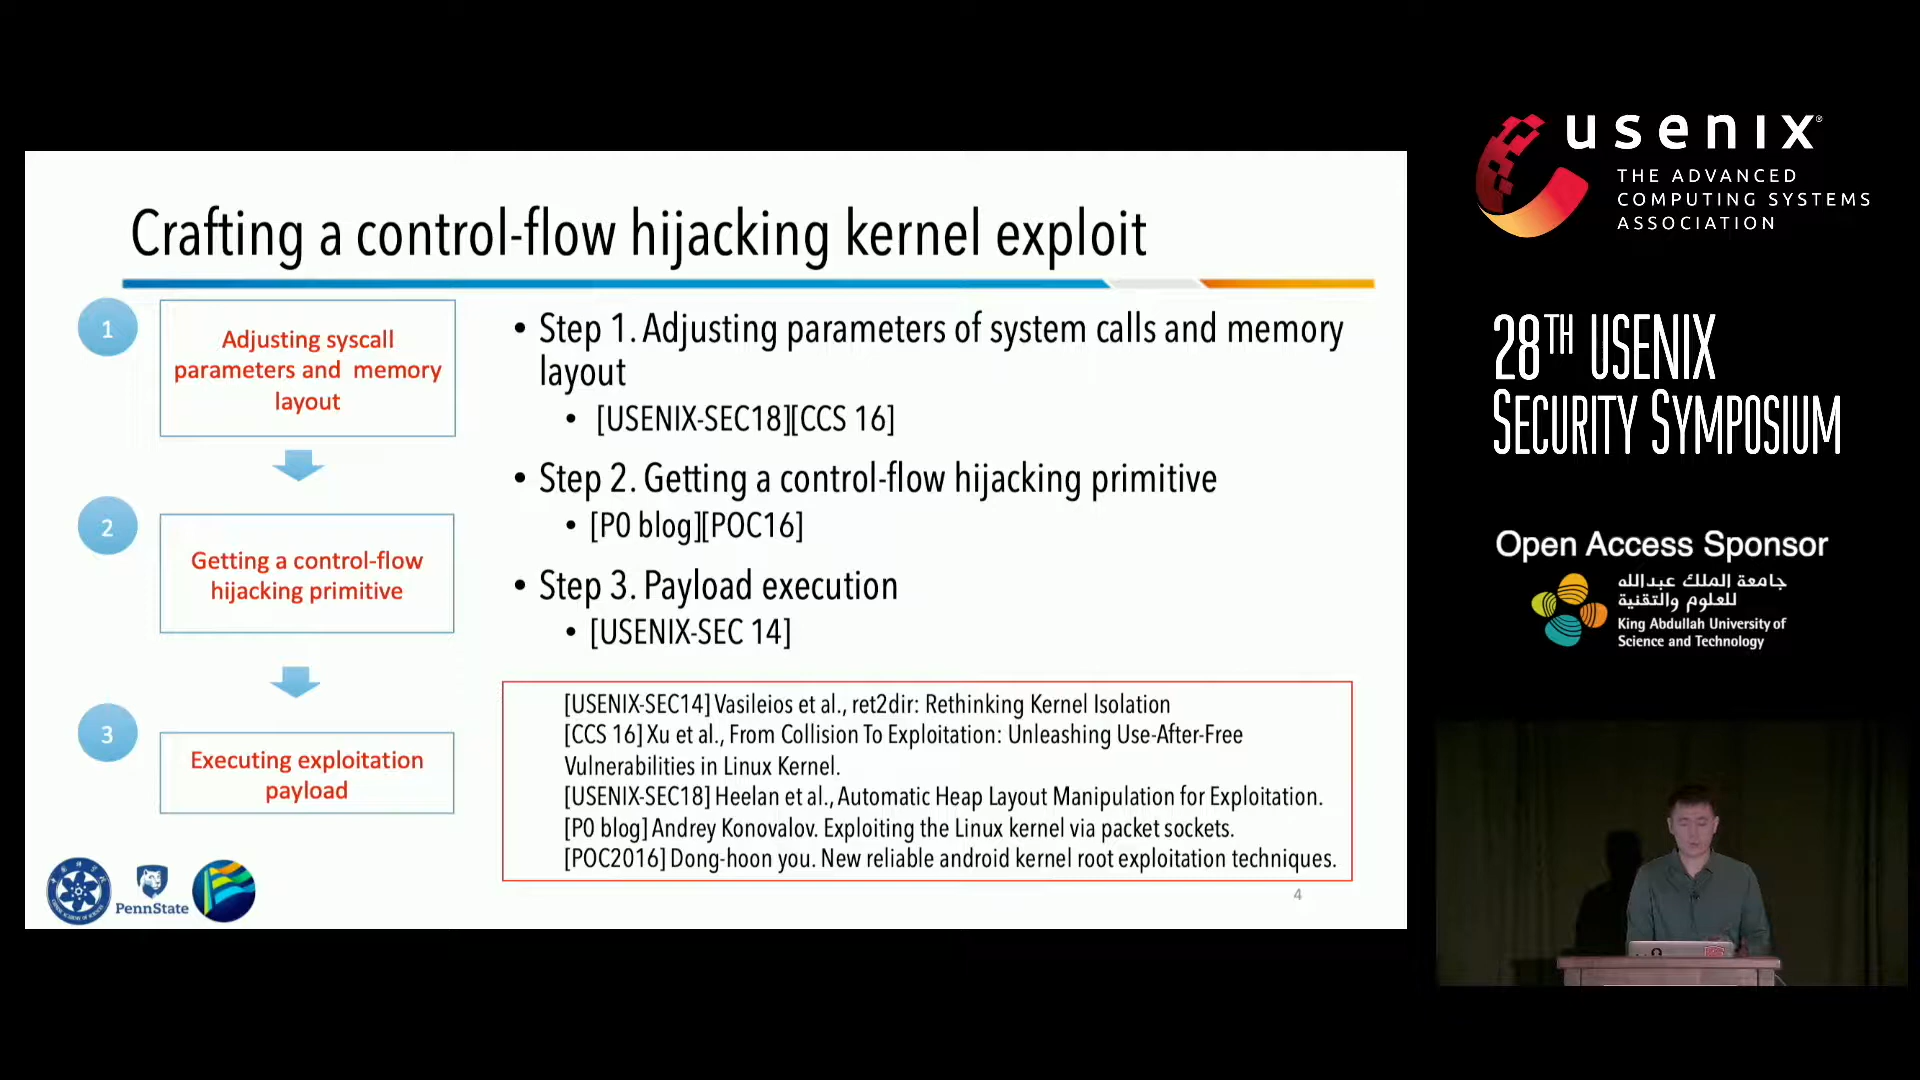 Crafting a control-flow hijacking kernel exploit
1
Adjusting syscall
parameters and memory
layout
2
Getting a control-flow
hijacking primitive
3
Executing exploitation
payload
• Step 1. Adjusting parameters of system calls and memory
layout
• [USENIX-SEC18][CCS 16]
• Step 2. Getting a control-flow hijacking primitive
• [P0 blog][POC16]
• Step 3. Payload execution
• [USENIX-SEC 14]
[USENIX-SEC14] Vasileios et al., ret2dir: Rethinking Kernel Isolation
[CCS 16] Xu et al., From Collision To Exploitation: Unleashing Use-After-Free
Vulnerabilities in Linux Kernel.
[USENIX-SEC18] Heelan et al., Automatic Heap Layout Manipulation for Exploitation.
[P0 blog] Andrey Konovalov. Exploiting the Linux kernel via packet sockets.
[POC2016] Dong-hoon you. New reliable android kernel root exploitation techniques.
4
PennState
usenix®
THE ADVANCED
COMPUTING SYSTEMS
ASSOCIATION
28TH USENIX
SECURITY SYMPOSIUM
Open Access Sponsor
جامعة الملك عبدالله
للعلوم والتقنية
King Abdullah University of
Science and Technology